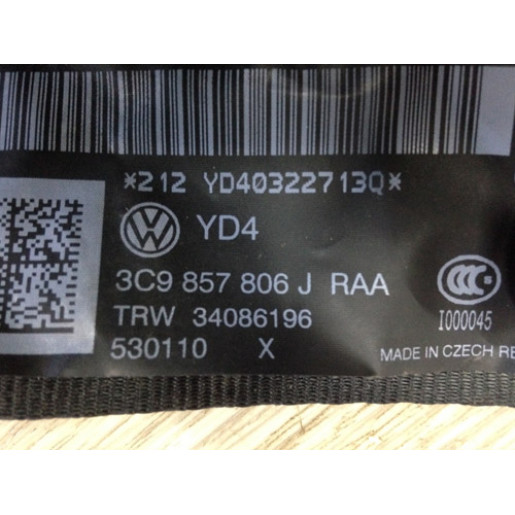 *212 YD40322713Q*
YD4
3C9 857 806 J RAA
TRW 34086196
I000045
530110 X
MADE IN CZECH RE